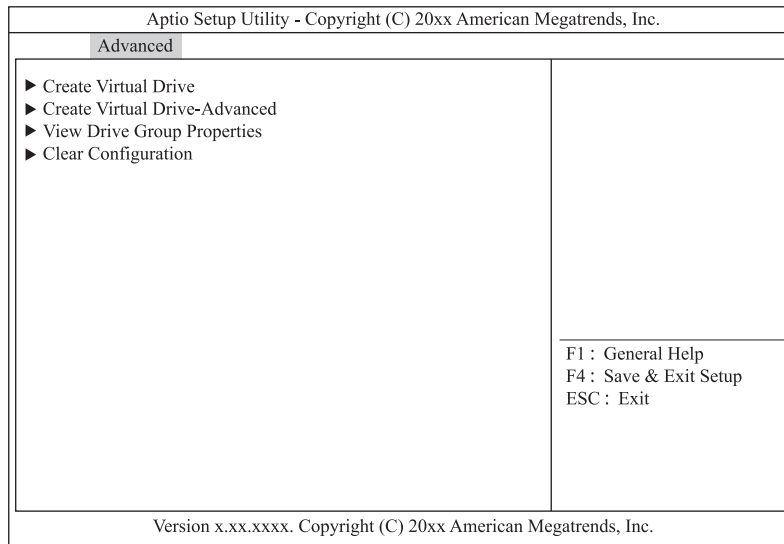 Aptio Setup Utility - Copyright (C) 20xx American Megatrends, Inc.
Advanced
▶ Create Virtual Drive
▶ Create Virtual Drive-Advanced
▶ View Drive Group Properties
▶ Clear Configuration
F1 : General Help
F4 : Save & Exit Setup
ESC : Exit
Version x.xx.xxxx. Copyright (C) 20xx American Megatrends, Inc.